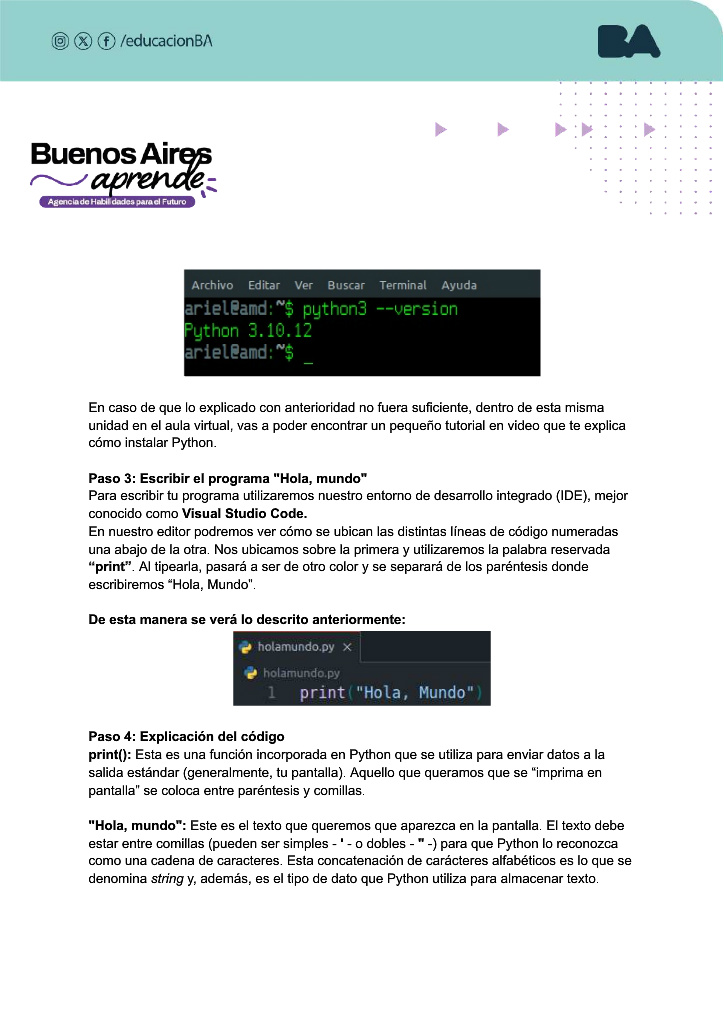 /educacionBA
BA
Buenos Aires
aprende
Agencia de Habilidades para el Futuro
Archivo Editar Ver Buscar Terminal Ayuda
ariel@amd:~$ python3 --version
Python 3.10.12
ariel@amd:~$ _
En caso de que lo explicado con anterioridad no fuera suficiente, dentro de esta misma
unidad en el aula virtual, vas a poder encontrar un pequeño tutorial en video que te explica
cómo instalar Python.
Paso 3: Escribir el programa "Hola, mundo"
Para escribir tu programa utilizaremos nuestro entorno de desarrollo integrado (IDE), mejor
conocido como Visual Studio Code.
En nuestro editor podremos ver cómo se ubican las distintas líneas de código numeradas
una abajo de la otra. Nos ubicamos sobre la primera y utilizaremos la palabra reservada
“print”. Al tipearla, pasará a ser de otro color y se separará de los paréntesis donde
escribiremos “Hola, Mundo”.
De esta manera se verá lo descrito anteriormente:
holamundo.py ×
holamundo.py
1 print("Hola, Mundo")
Paso 4: Explicación del código
print(): Esta es una función incorporada en Python que se utiliza para enviar datos a la
salida estándar (generalmente, tu pantalla). Aquello que queramos que se “imprima en
pantalla” se coloca entre paréntesis y comillas.
"Hola, mundo": Este es el texto que queremos que aparezca en la pantalla. El texto debe
estar entre comillas (pueden ser simples - ' - o dobles - " -) para que Python lo reconozca
como una cadena de caracteres. Esta concatenación de carácteres alfabéticos es lo que se
denomina string y, además, es el tipo de dato que Python utiliza para almacenar texto.